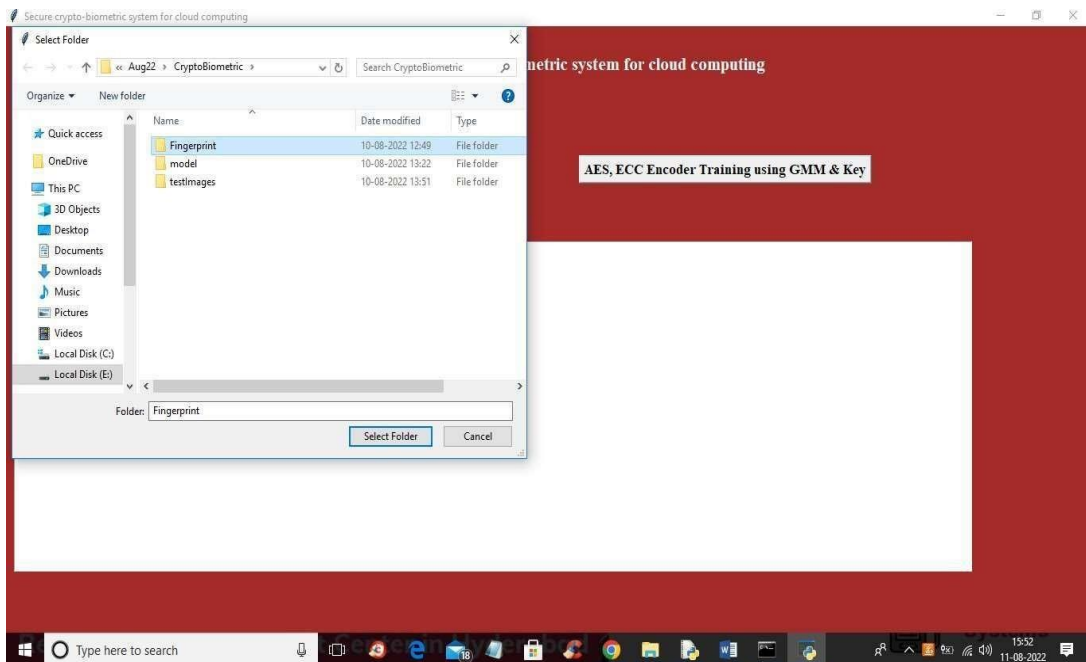 Secure crypto-biometric system for cloud computing
Select Folder
« Aug22 › CryptoBiometric ›
Search CryptoBiometric
metric system for cloud computing
Organize
New folder
Name
Date modified
Type
Quick access
Fingerprint
10-08-2022 12:49
File folder
OneDrive
model
10-08-2022 13:22
File folder
AES, ECC Encoder Training using GMM & Key
This PC
testImages
10-08-2022 13:51
File folder
3D Objects
Desktop
Documents
Downloads
Music
Pictures
Videos
Local Disk (C:)
Local Disk (E:)
Folder:
Fingerprint
Select Folder
Cancel
Type here to search
18
15:52
11-08-2022